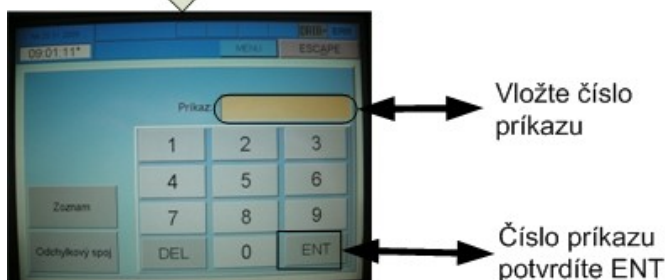 09:01:11*
MENU
ESCAPE
Príkaz:
1 2 3
4 5 6
7 8 9
DEL 0 ENT
Zoznam
Odchylkový spoj
Vložte číslo
príkazu
Číslo príkazu
potvrdíte ENT